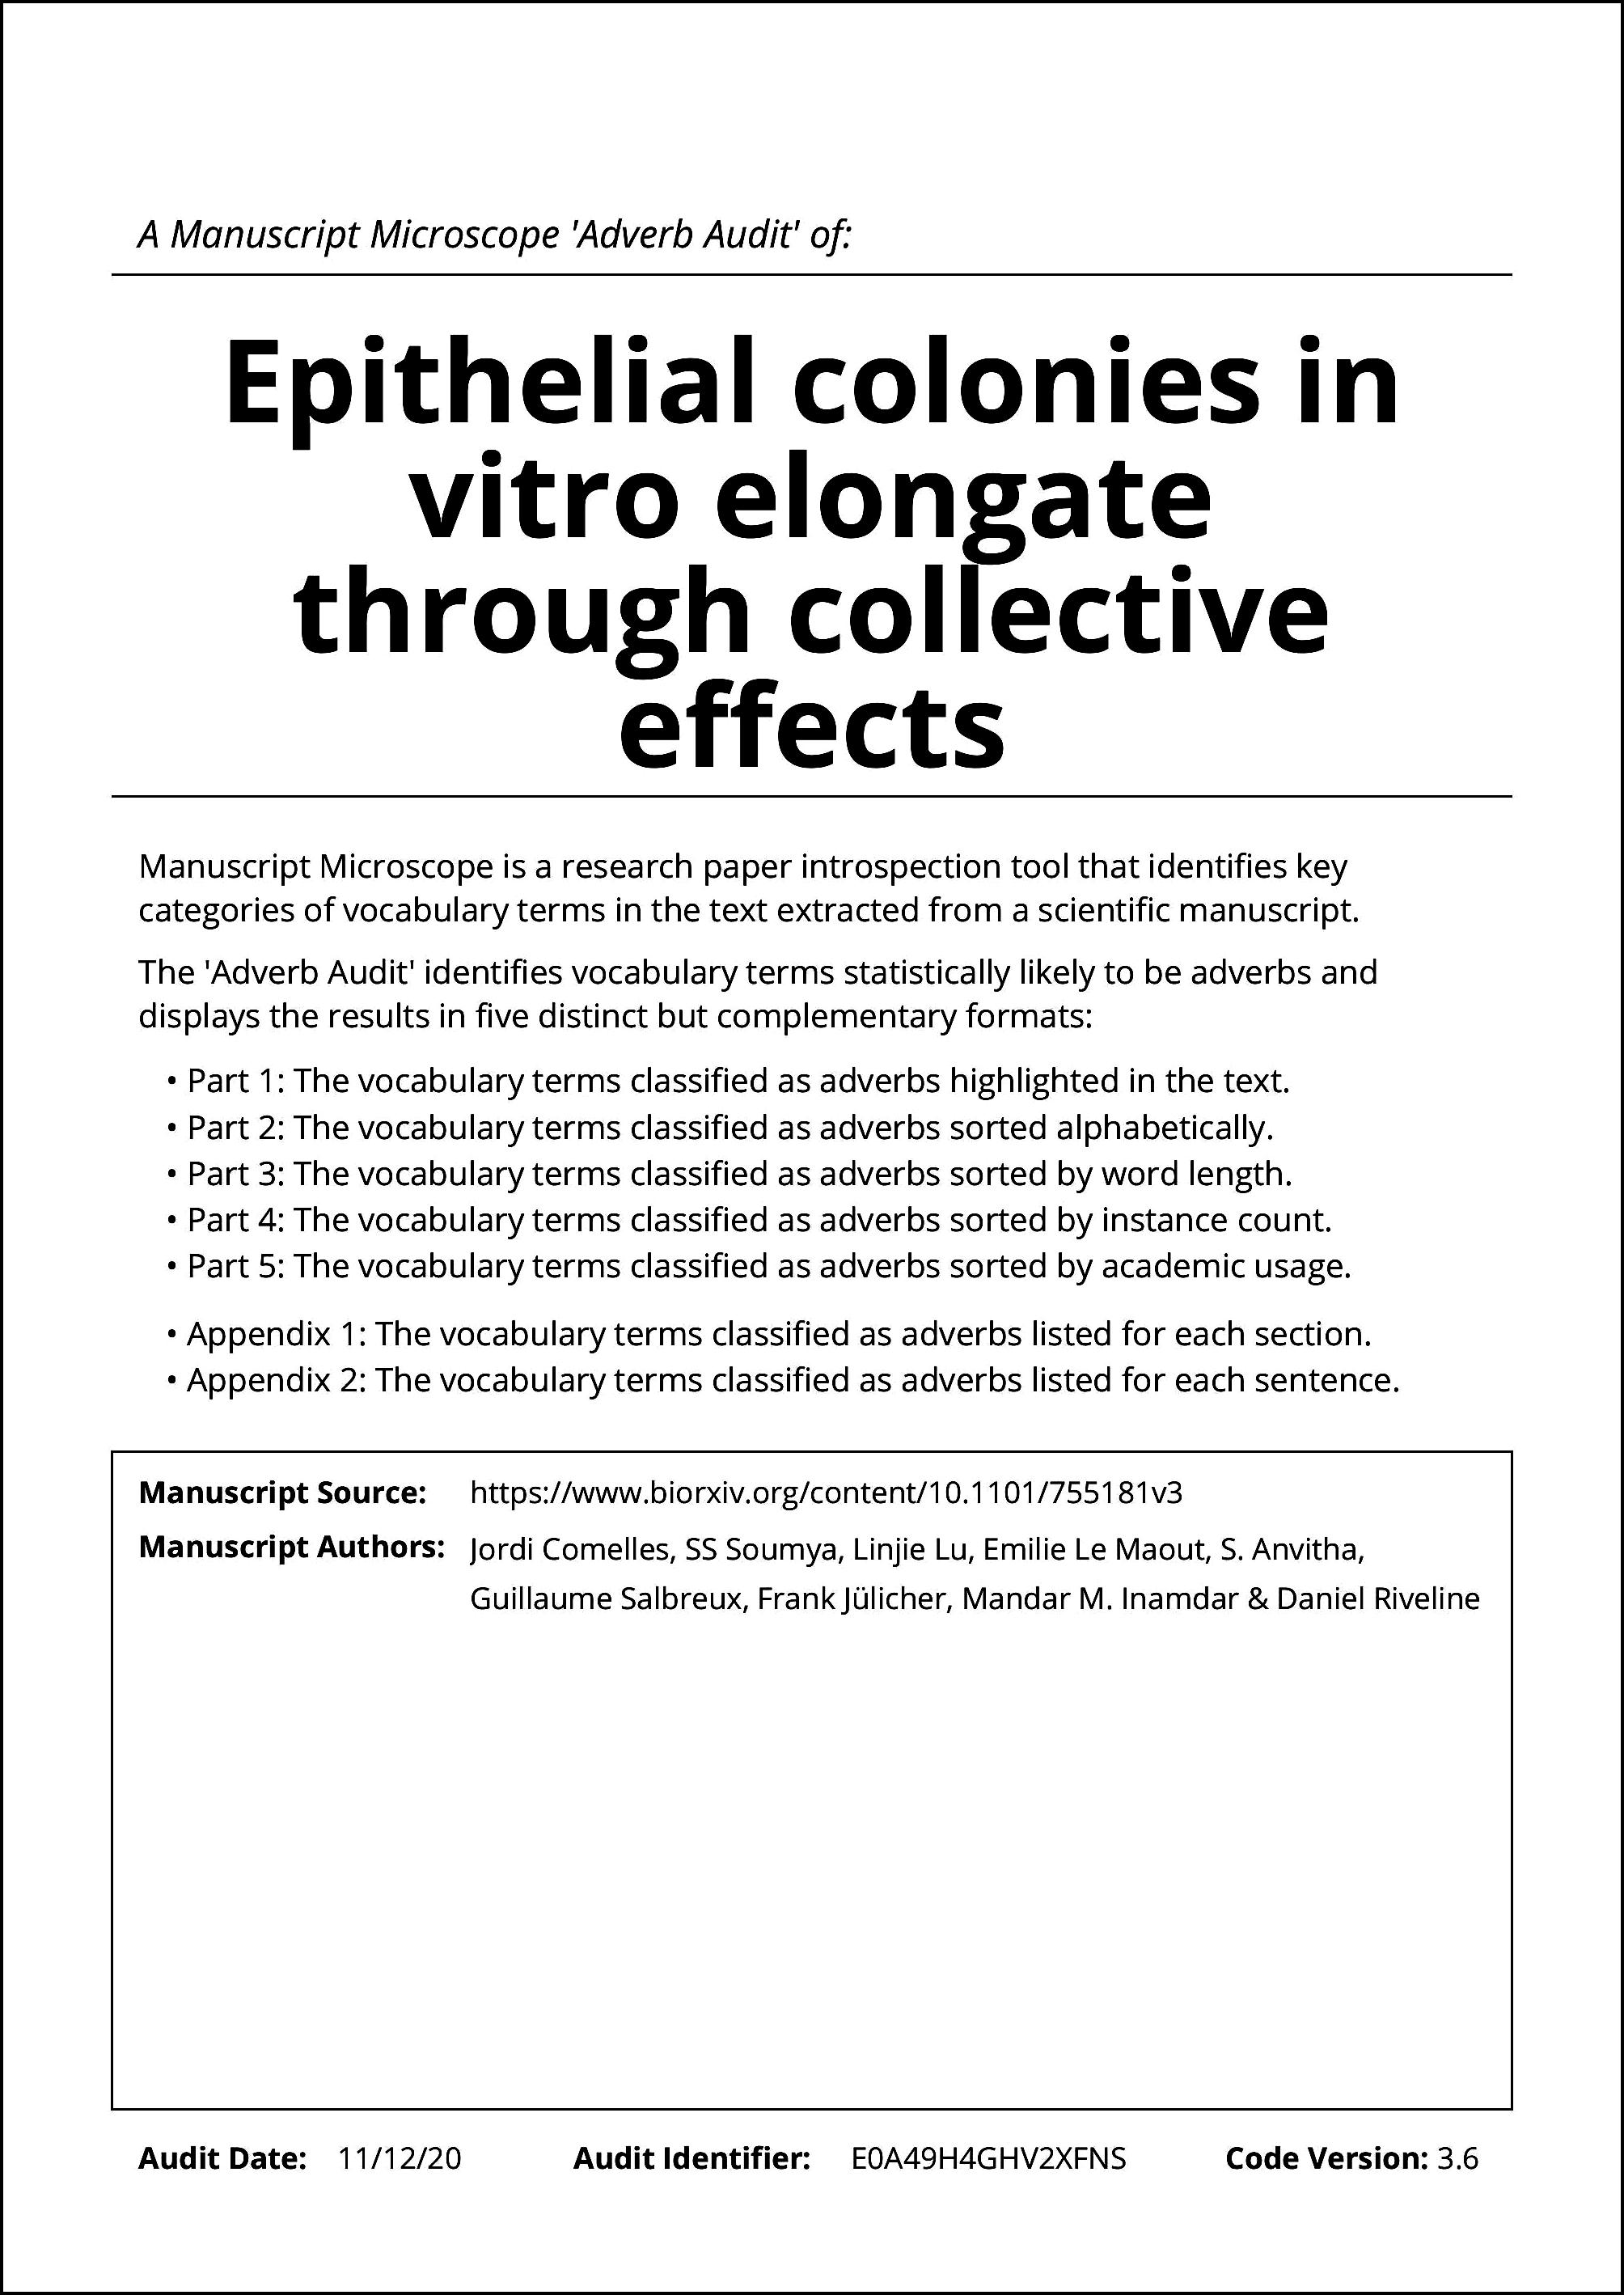 A Manuscript Microscope 'Adverb Audit' of:
Epithelial colonies in
vitro elongate
through collective
effects
Manuscript Microscope is a research paper introspection tool that identifies key
categories of vocabulary terms in the text extracted from a scientific manuscript.
The 'Adverb Audit' identifies vocabulary terms statistically likely to be adverbs and
displays the results in five distinct but complementary formats:
• Part 1: The vocabulary terms classified as adverbs highlighted in the text.
• Part 2: The vocabulary terms classified as adverbs sorted alphabetically.
• Part 3: The vocabulary terms classified as adverbs sorted by word length.
• Part 4: The vocabulary terms classified as adverbs sorted by instance count.
• Part 5: The vocabulary terms classified as adverbs sorted by academic usage.
• Appendix 1: The vocabulary terms classified as adverbs listed for each section.
• Appendix 2: The vocabulary terms classified as adverbs listed for each sentence.
Manuscript Source: https://www.biorxiv.org/content/10.1101/755181v3
Manuscript Authors: Jordi Comelles, SS Soumya, Linjie Lu, Emilie Le Maout, S. Anvitha,
Guillaume Salbreux, Frank Jülicher, Mandar M. Inamdar & Daniel Riveline
Audit Date: 11/12/20 Audit Identifier: E0A49H4GHV2XFNS Code Version: 3.6